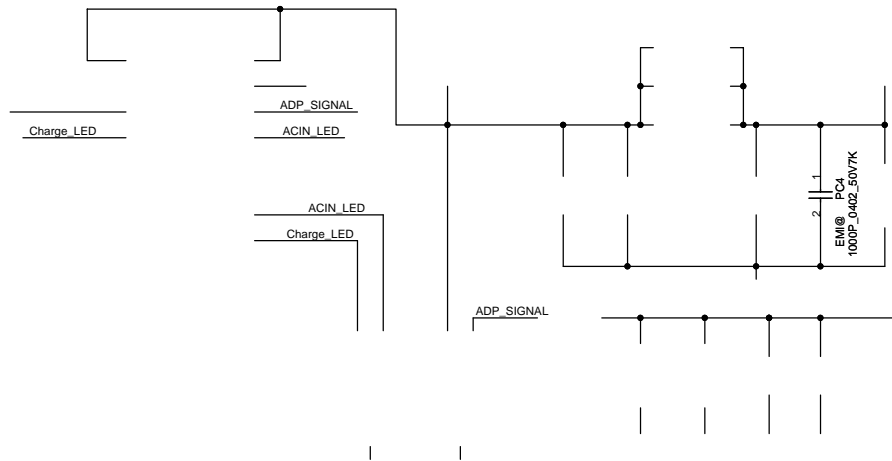 ADP_SIGNAL
Charge_LED
ACIN_LED
ACIN_LED
Charge_LED
ADP_SIGNAL
1
2
EMI@ PC4
1000P_0402_50V7K